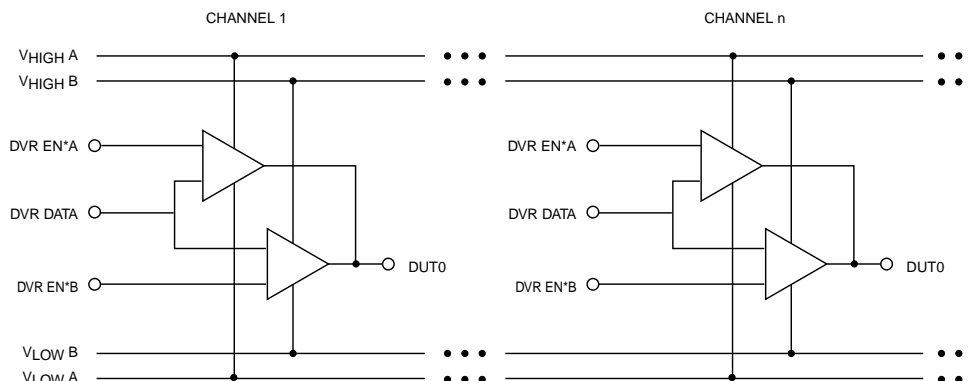 CHANNEL 1 CHANNEL n
VHIGH A
VHIGH B
DVR EN*A DVR EN*A
DVR DATA DVR DATA
DUT0 DUT0
DVR EN*B DVR EN*B
VLOW B
VLOW A